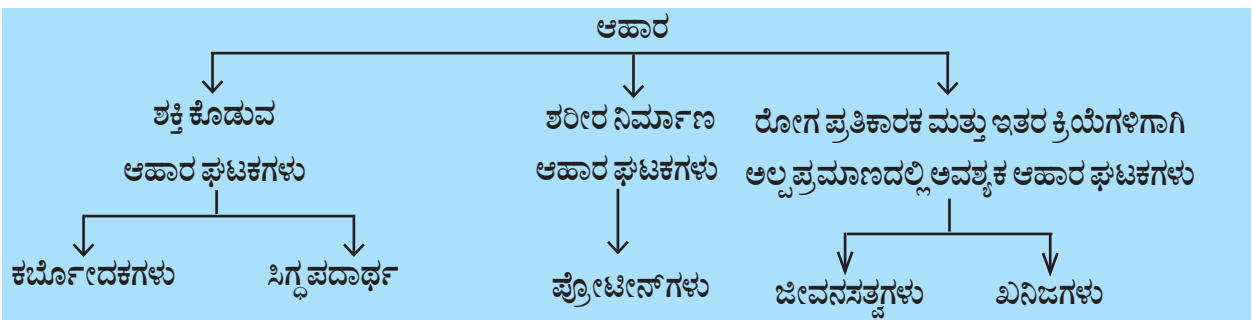 ಆಹಾರ
ಶಕ್ತಿ ಕೊಡುವ
ಆಹಾರ ಘಟಕಗಳು
ಶರೀರ ನಿರ್ಮಾಣ
ಆಹಾರ ಘಟಕಗಳು
ರೋಗ ಪ್ರತಿಕಾರಕ ಮತ್ತು ಇತರ ಕ್ರಿಯೆಗಳಿಗಾಗಿ
ಅಲ್ಪ ಪ್ರಮಾಣದಲ್ಲಿ ಅವಶ್ಯಕ ಆಹಾರ ಘಟಕಗಳು
ಕರ್ಬೋದಕಗಳು
ಸಿಗ್ಧ ಪದಾರ್ಥ
ಪ್ರೋಟೀನ್‌ಗಳು
ಜೀವನಸತ್ವಗಳು
ಖನಿಜಗಳು